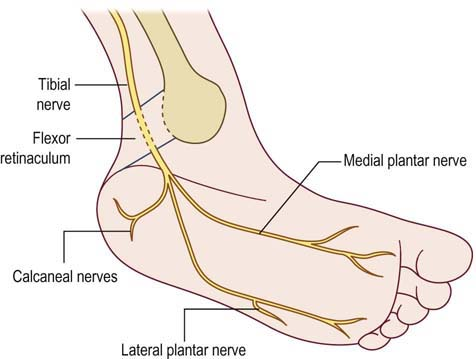 Tibial
nerve
Flexor
retinaculum
Medial plantar nerve
Calcaneal nerves
Lateral plantar nerve